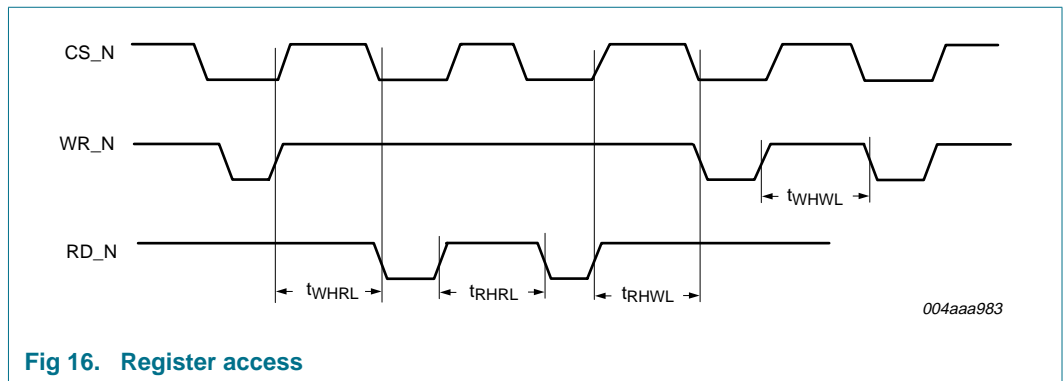 CS_N
WR_N
tWHWL
RD_N
tWHRL
tRHRL
tRHWL
004aaa983
Fig 16. Register access